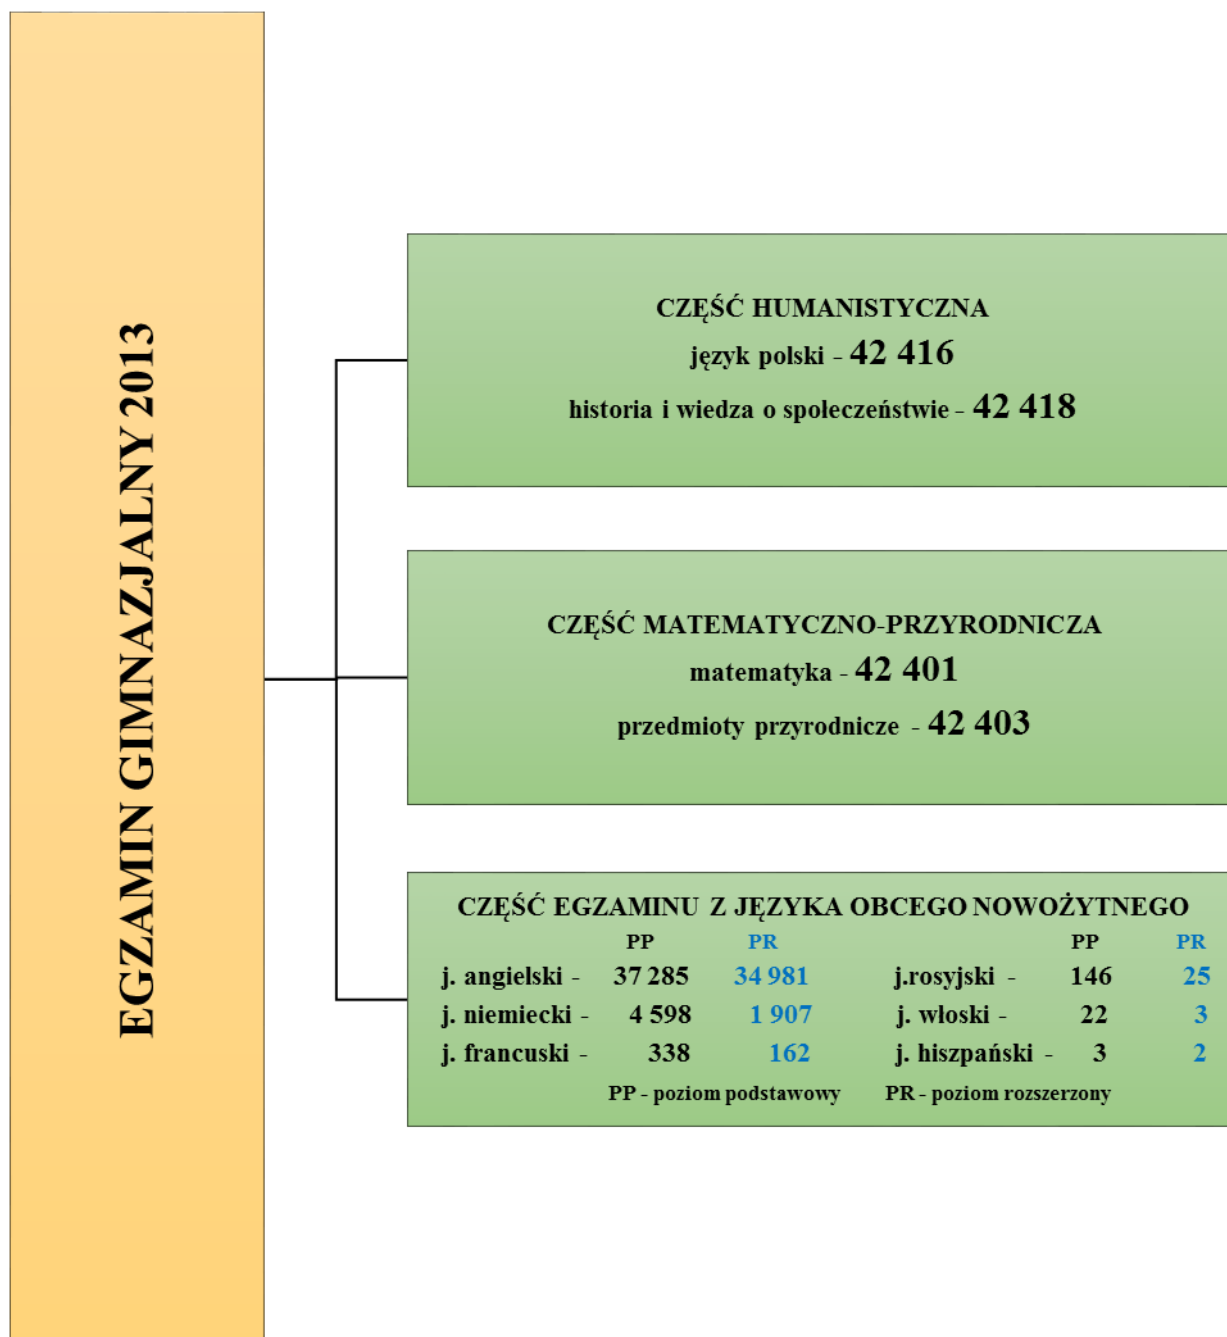 EGZAMIN GIMNAZJALNY 2013
CZĘŚĆ HUMANISTYCZNA
język polski - 42 416
historia i wiedza o społeczeństwie - 42 418
CZĘŚĆ MATEMATYCZNO-PRZYRODNICZA
matematyka - 42 401
przedmioty przyrodnicze - 42 403
CZĘŚĆ EGZAMINU Z JĘZYKA OBCEGO NOWOŻYTNEGO
PP PR PP PR
j. angielski - 37 285 34 981 j.rosyjski - 146 25
j. niemiecki - 4 598 1 907 j. włoski - 22 3
j. francuski - 338 162 j. hiszpański - 3 2
PP - poziom podstawowy PR - poziom rozszerzony